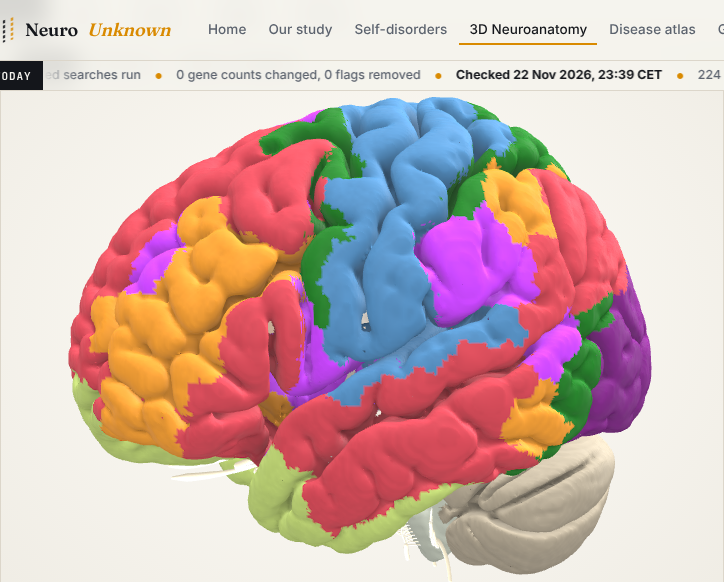 Neuro Unknown Home Our study Self-disorders 3D Neuroanatomy Disease atlas
ODAY searches run • 0 gene counts changed, 0 flags removed • Checked 22 Nov 2026, 23:39 CET • 224